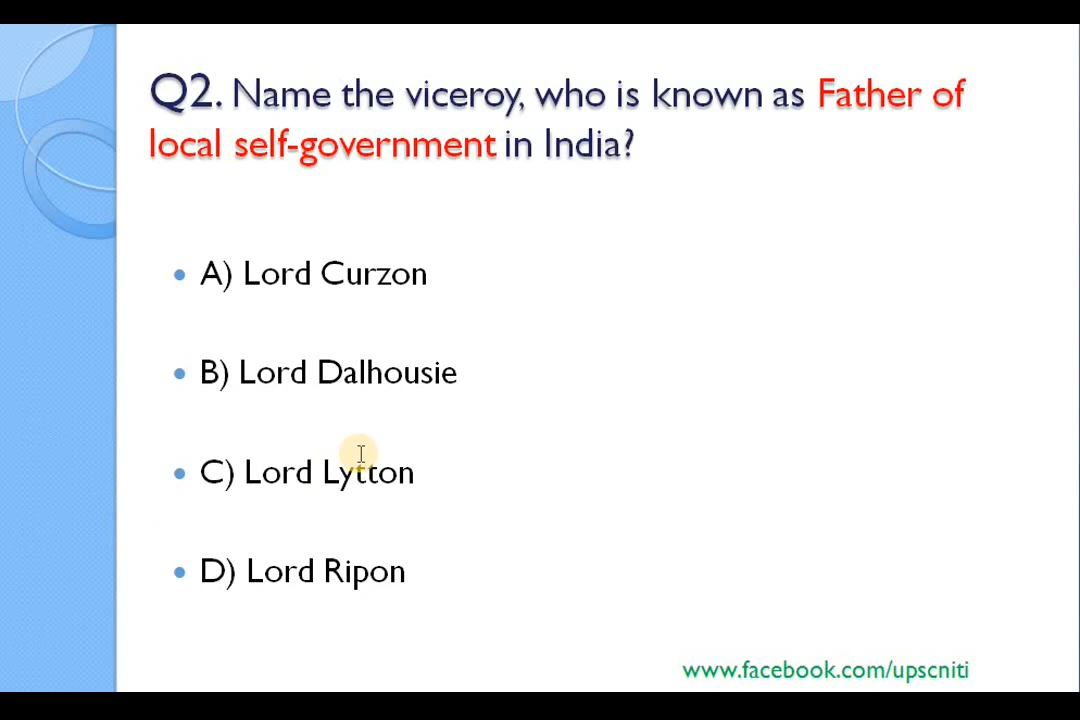 Q2. Name the viceroy, who is known as Father of
local self-government in India?
A) Lord Curzon
B) Lord Dalhousie
C) Lord Lytton
D) Lord Ripon
www.facebook.com/upscniti